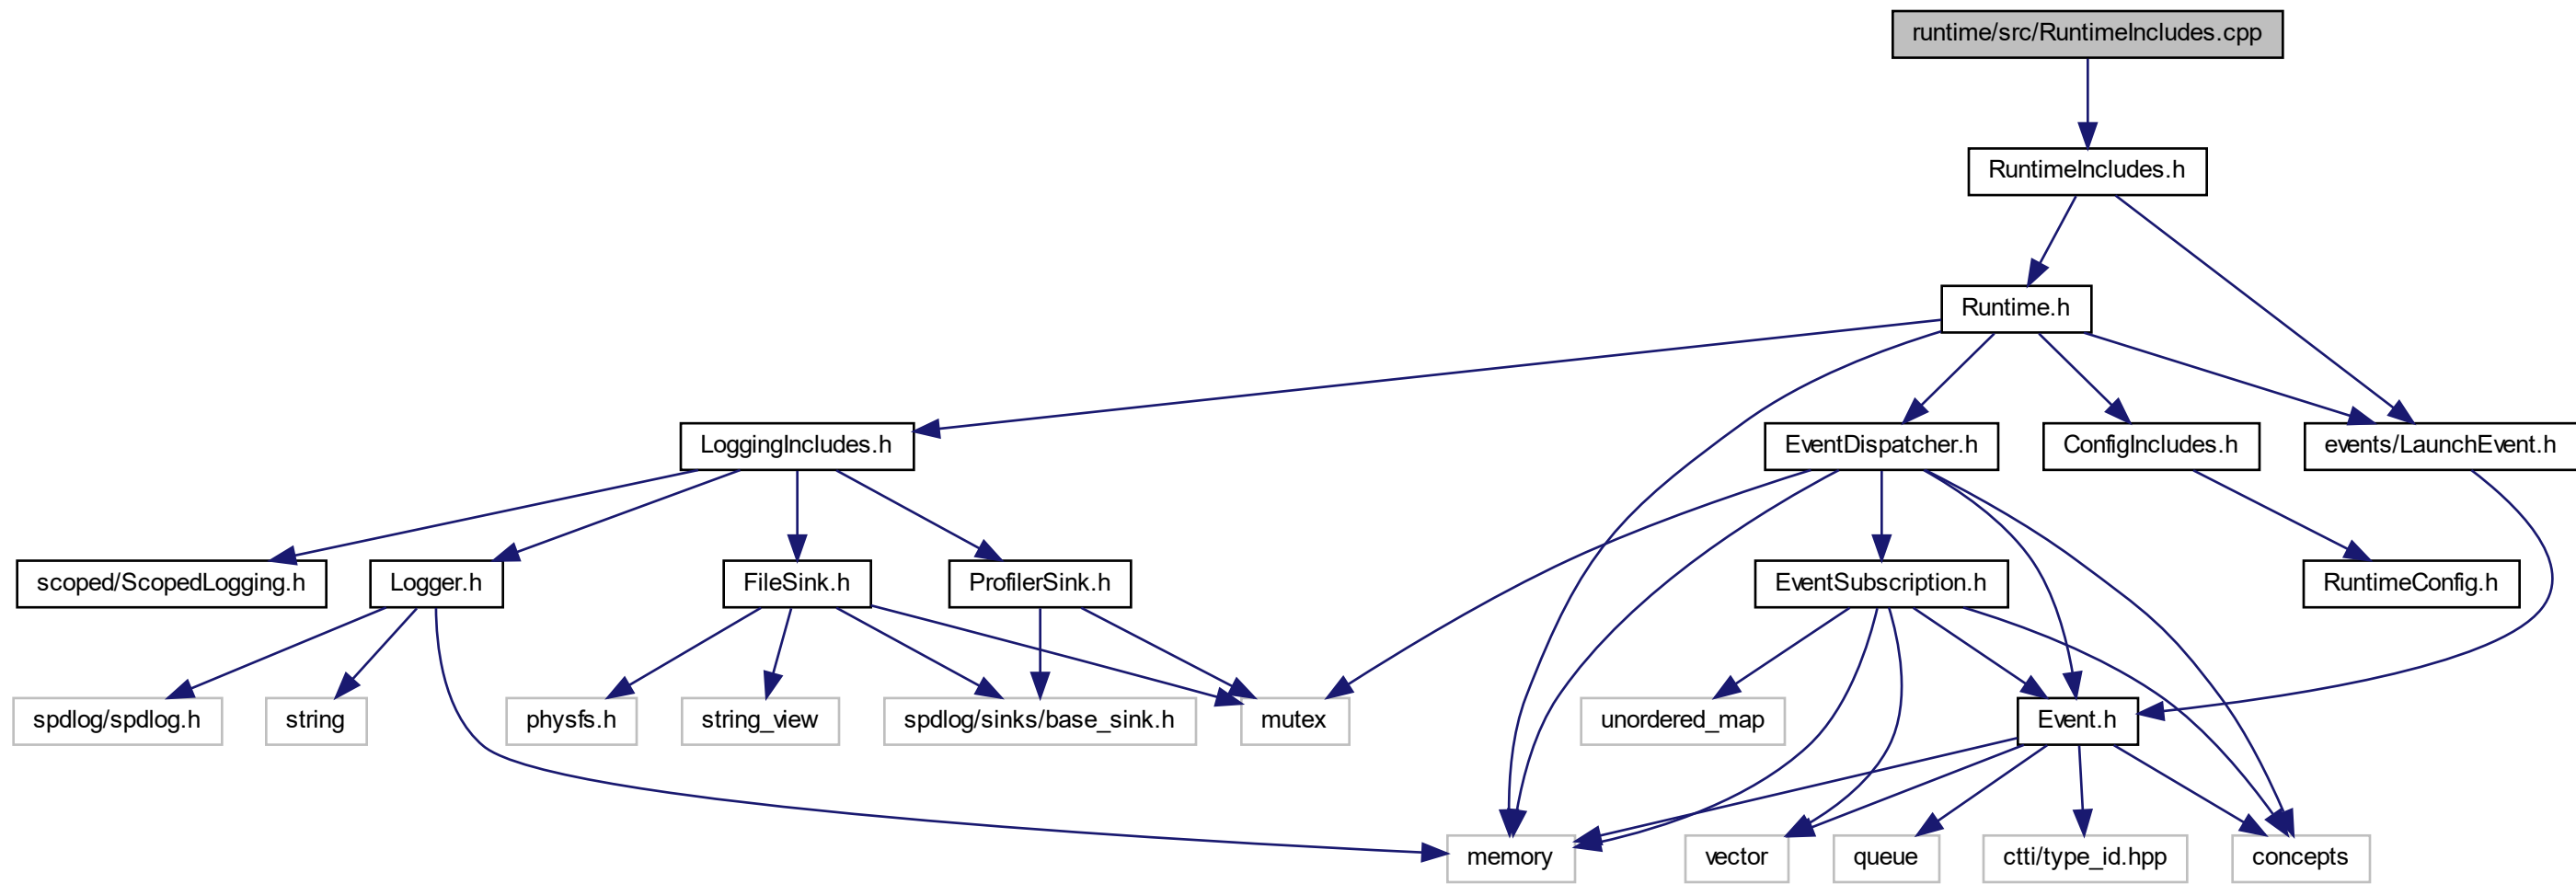 runtime/src/RuntimeIncludes.cpp
RuntimeIncludes.h
Runtime.h
LoggingIncludes.h
EventDispatcher.h
ConfigIncludes.h
events/LaunchEvent.h
scoped/ScopedLogging.h
Logger.h
FileSink.h
ProfilerSink.h
EventSubscription.h
RuntimeConfig.h
spdlog/spdlog.h
string
physfs.h
string_view
spdlog/sinks/base_sink.h
mutex
unordered_map
Event.h
memory
vector
queue
ctti/type_id.hpp
concepts